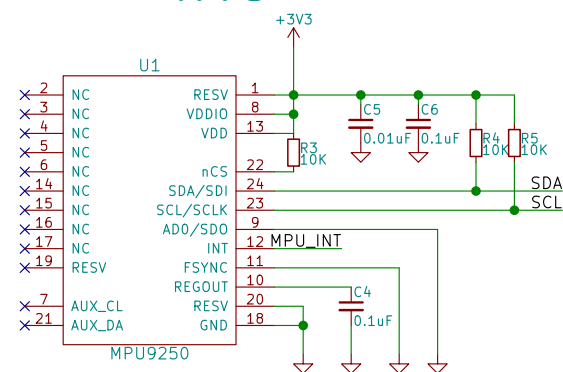 +3V3
U1
2 NC RESV 1
3 NC VDDIO 8
4 NC VDD 13
5 NC
6 NC nCS 22
14 NC SDA/SDI 24
15 NC SCL/SCLK 23
16 NC AD0/SDO 9
17 NC INT 12 MPU_INT
19 RESV FSYNC 11
REGOUT 10
7 AUX_CL RESV 20
21 AUX_DA GND 18
MPU9250
C5
0.01uF
C6
0.1uF
R3
10K
R4
10K
R5
10K
SDA
SCL
C4
0.1uF